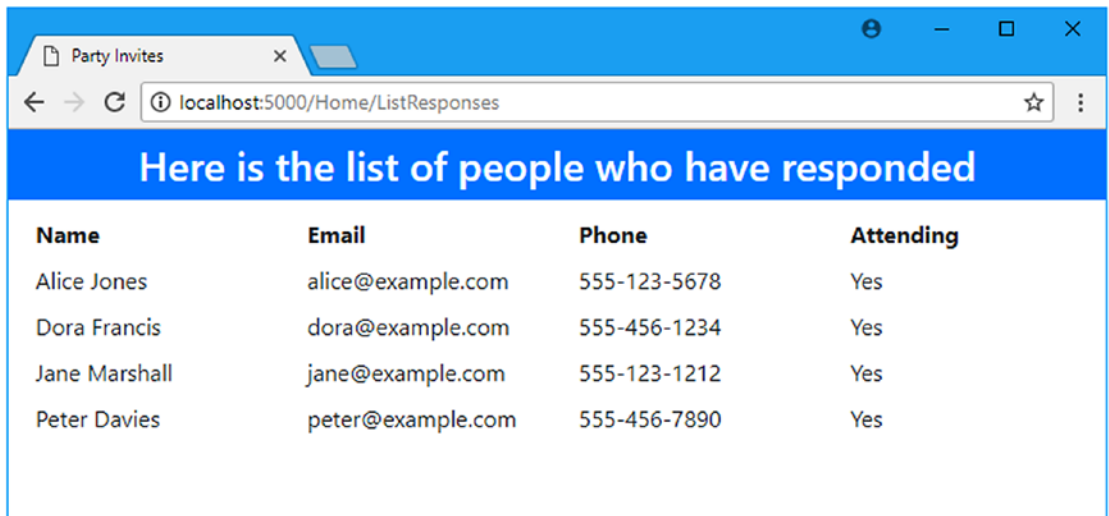 Party Invites
localhost:5000/Home/ListResponses
Here is the list of people who have responded
Name Email Phone Attending
Alice Jones alice@example.com 555-123-5678 Yes
Dora Francis dora@example.com 555-456-1234 Yes
Jane Marshall jane@example.com 555-123-1212 Yes
Peter Davies peter@example.com 555-456-7890 Yes